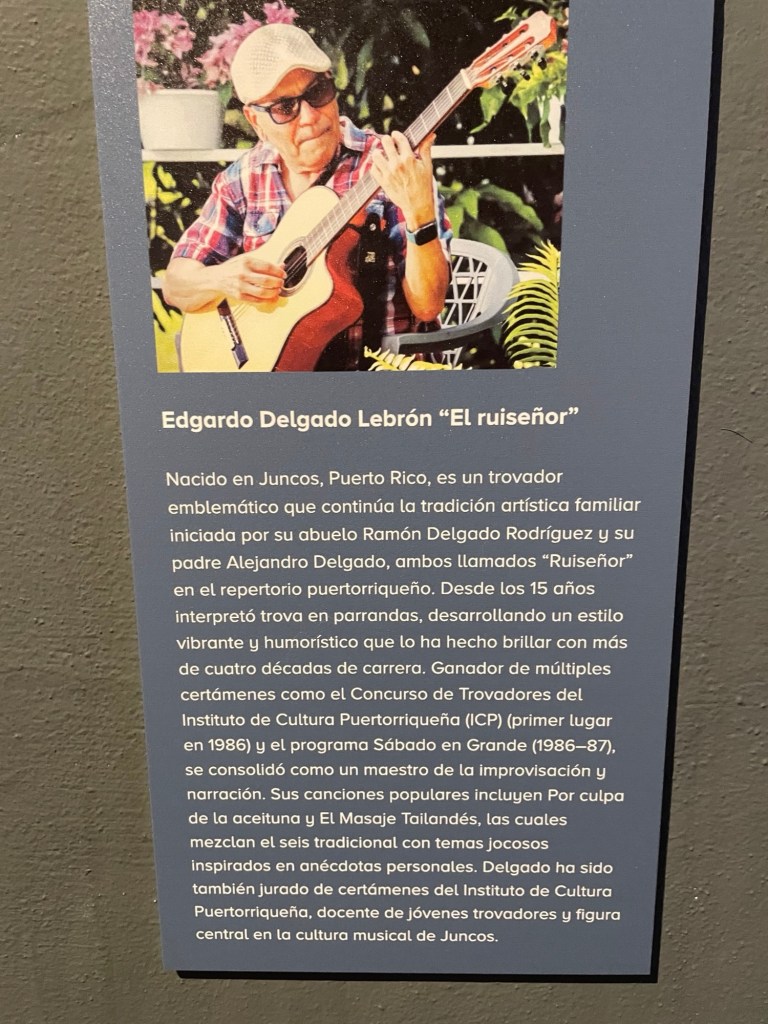 Edgardo Delgado Lebrón “El ruiseñor”
Nacido en Juncos, Puerto Rico, es un trovador
emblemático que continúa la tradición artística familiar
iniciada por su abuelo Ramón Delgado Rodríguez y su
padre Alejandro Delgado, ambos llamados “Ruiseñor”
en el repertorio puertorriqueño. Desde los 15 años
interpretó trova en parrandas, desarrollando un estilo
vibrante y humorístico que lo ha hecho brillar con más
de cuatro décadas de carrera. Ganador de múltiples
certámenes como el Concurso de Trovadores del
Instituto de Cultura Puertorriqueña (ICP) (primer lugar
en 1986) y el programa Sábado en Grande (1986–87),
se consolidó como un maestro de la improvisación y
narración. Sus canciones populares incluyen Por culpa
de la aceituna y El Masaje Tailandés, las cuales
mezclan el seis tradicional con temas jocosos
inspirados en anécdotas personales. Delgado ha sido
también jurado de certámenes del Instituto de Cultura
Puertorriqueña, docente de jóvenes trovadores y figura
central en la cultura musical de Juncos.